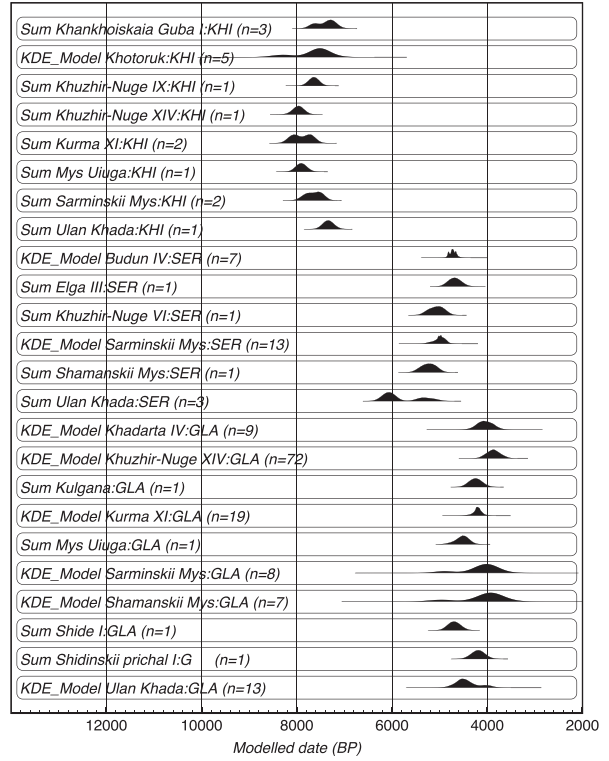 Sum Khankhoiskaia Guba I:KHI (n=3)
KDE_Model Khotoruk:KHI (n=5)
Sum Khuzhir-Nuge IX:KHI (n=1)
Sum Khuzhir-Nuge XIV:KHI (n=1)
Sum Kurma XI:KHI (n=2)
Sum Mys Uiuga:KHI (n=1)
Sum Sarminskii Mys:KHI (n=2)
Sum Ulan Khada:KHI (n=1)
KDE_Model Budun IV:SER (n=7)
Sum Elga III:SER (n=1)
Sum Khuzhir-Nuge VI:SER (n=1)
KDE_Model Sarminskii Mys:SER (n=13)
Sum Shamanskii Mys:SER (n=1)
Sum Ulan Khada:SER (n=3)
KDE_Model Khadarta IV:GLA (n=9)
KDE_Model Khuzhir-Nuge XIV:GLA (n=72)
Sum Kulgana:GLA (n=1)
KDE_Model Kurma XI:GLA (n=19)
Sum Mys Uiuga:GLA (n=1)
KDE_Model Sarminskii Mys:GLA (n=8)
KDE_Model Shamanskii Mys:GLA (n=7)
Sum Shide I:GLA (n=1)
Sum Shidinskii prichal I:G (n=1)
KDE_Model Ulan Khada:GLA (n=13)
12000 10000 8000 6000 4000 2000
Modelled date (BP)